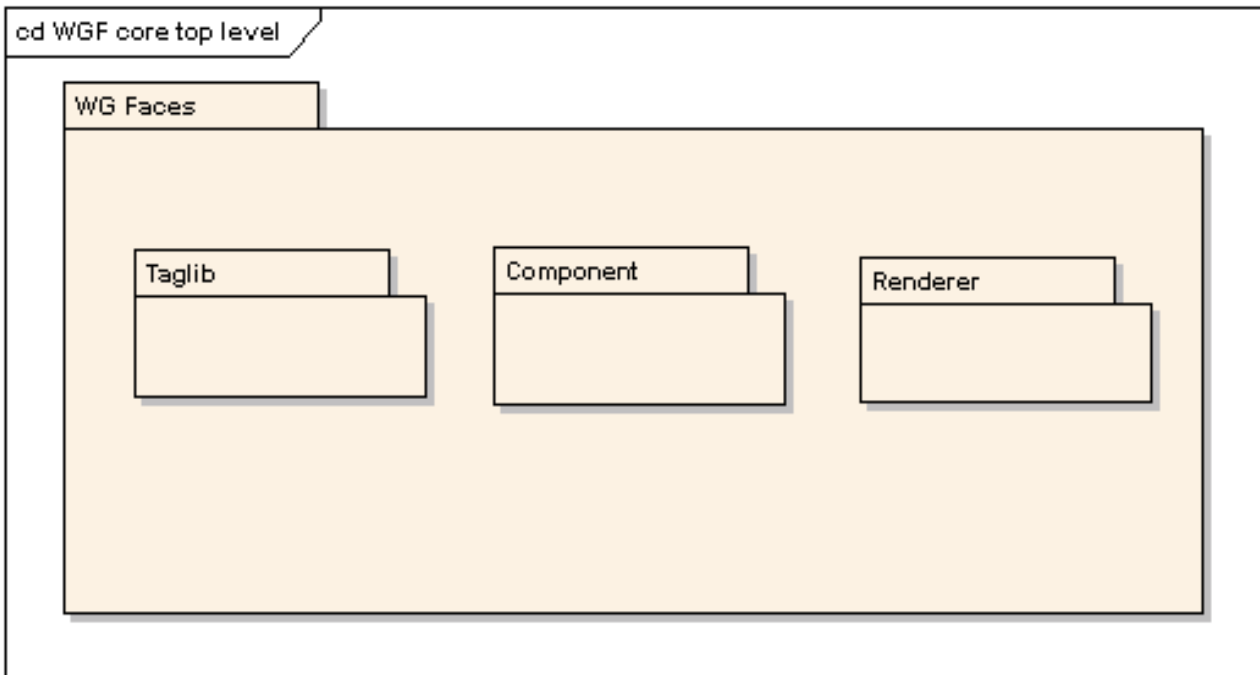 cd WGF core top level
WG Faces
Taglib
Component
Renderer